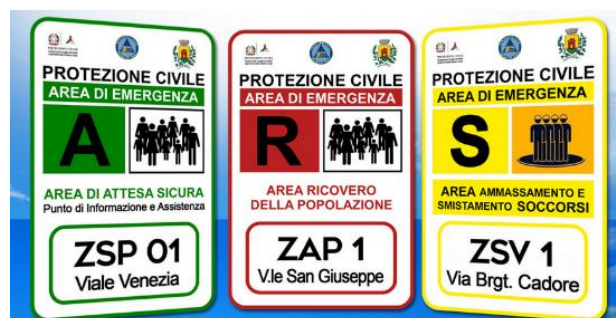 PROTEZIONE CIVILE
AREA DI EMERGENZA
A
AREA DI ATTESA SICURA
Punto di Informazione e Assistenza
ZSP 01
Viale Venezia
PROTEZIONE CIVILE
AREA DI EMERGENZA
R
AREA RICOVERO
DELLA POPOLAZIONE
ZAP 1
V.le San Giuseppe
PROTEZIONE CIVILE
AREA DI EMERGENZA
S
AREA AMMASSAMENTO E
SMISTAMENTO SOCCORSI
ZSV 1
Via Brgt. Cadore